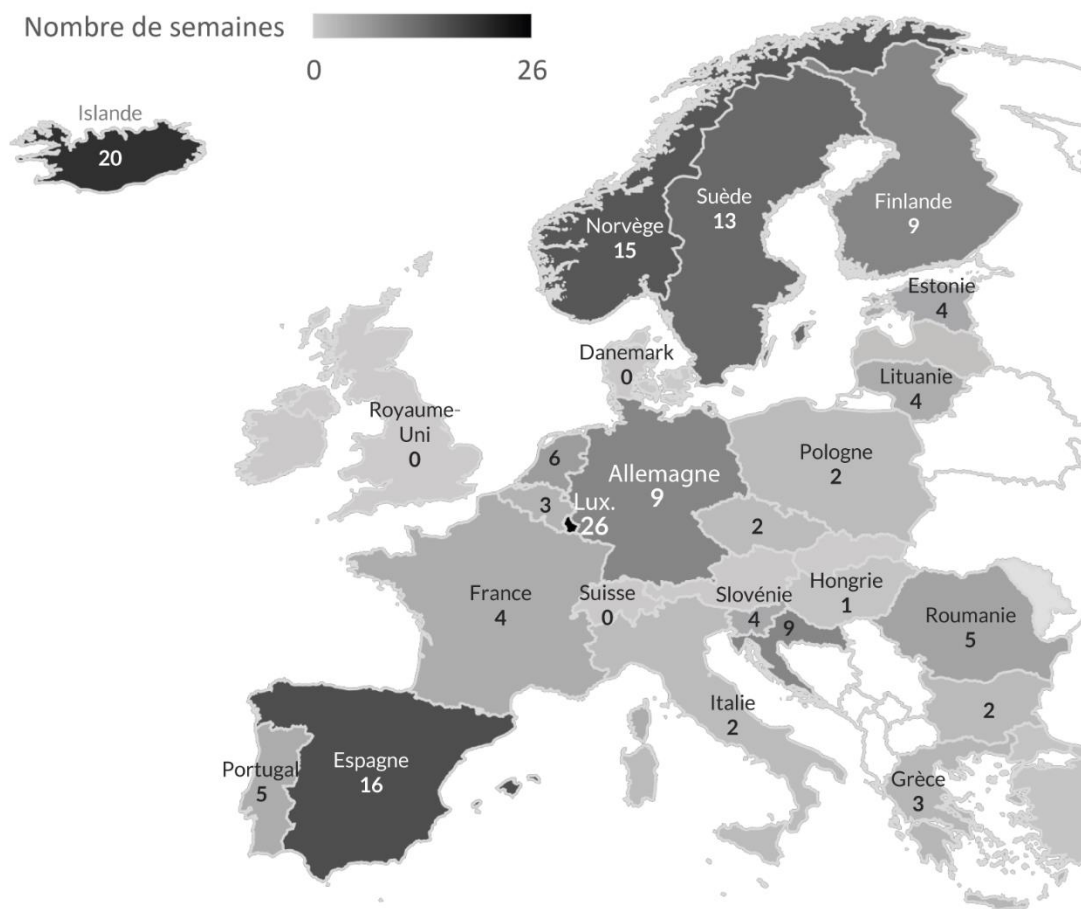 Nombre de semaines
0
26
Islande
20
Norvège
15
Suède
13
Finlande
9
Estonie
4
Danemark
0
Lituanie
4
Royaume-
Uni
0
6
Allemagne
9
Pologne
2
3
Lux.
26
2
France
4
Suisse
0
Slovénie
4
Hongrie
1
9
Roumanie
5
Italie
2
2
Portugal
5
Espagne
16
Grèce
3